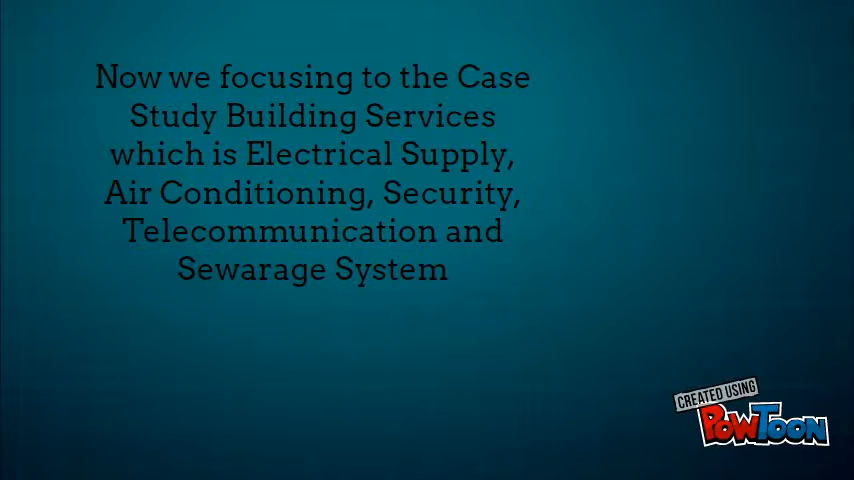 Now we focusing to the Case
Study Building Services
which is Electrical Supply,
Air Conditioning, Security,
Telecommunication and
Sewarage System
CREATED USING
POWTOON